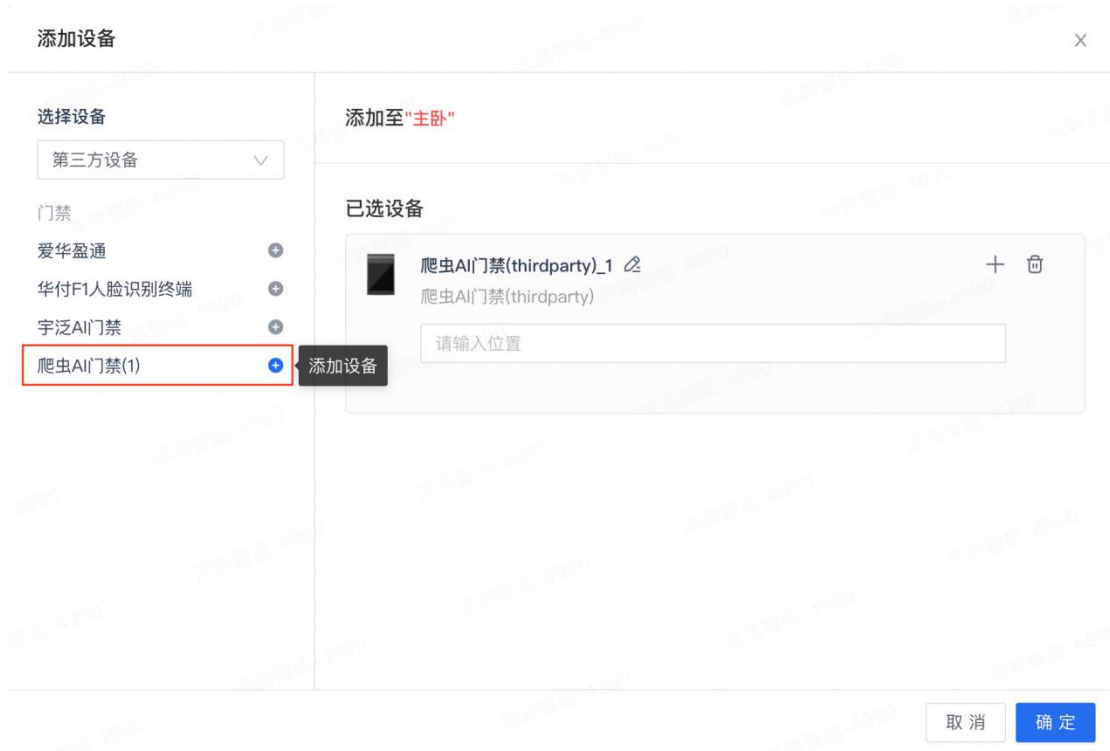 添加设备
选择设备
第三方设备
门禁
爱华盈通
华付F1人脸识别终端
宇泛AI门禁
爬虫AI门禁(1)
添加设备
添加至"主卧"
已选设备
爬虫AI门禁(thirdparty)_1
爬虫AI门禁(thirdparty)
请输入位置
取 消
确 定